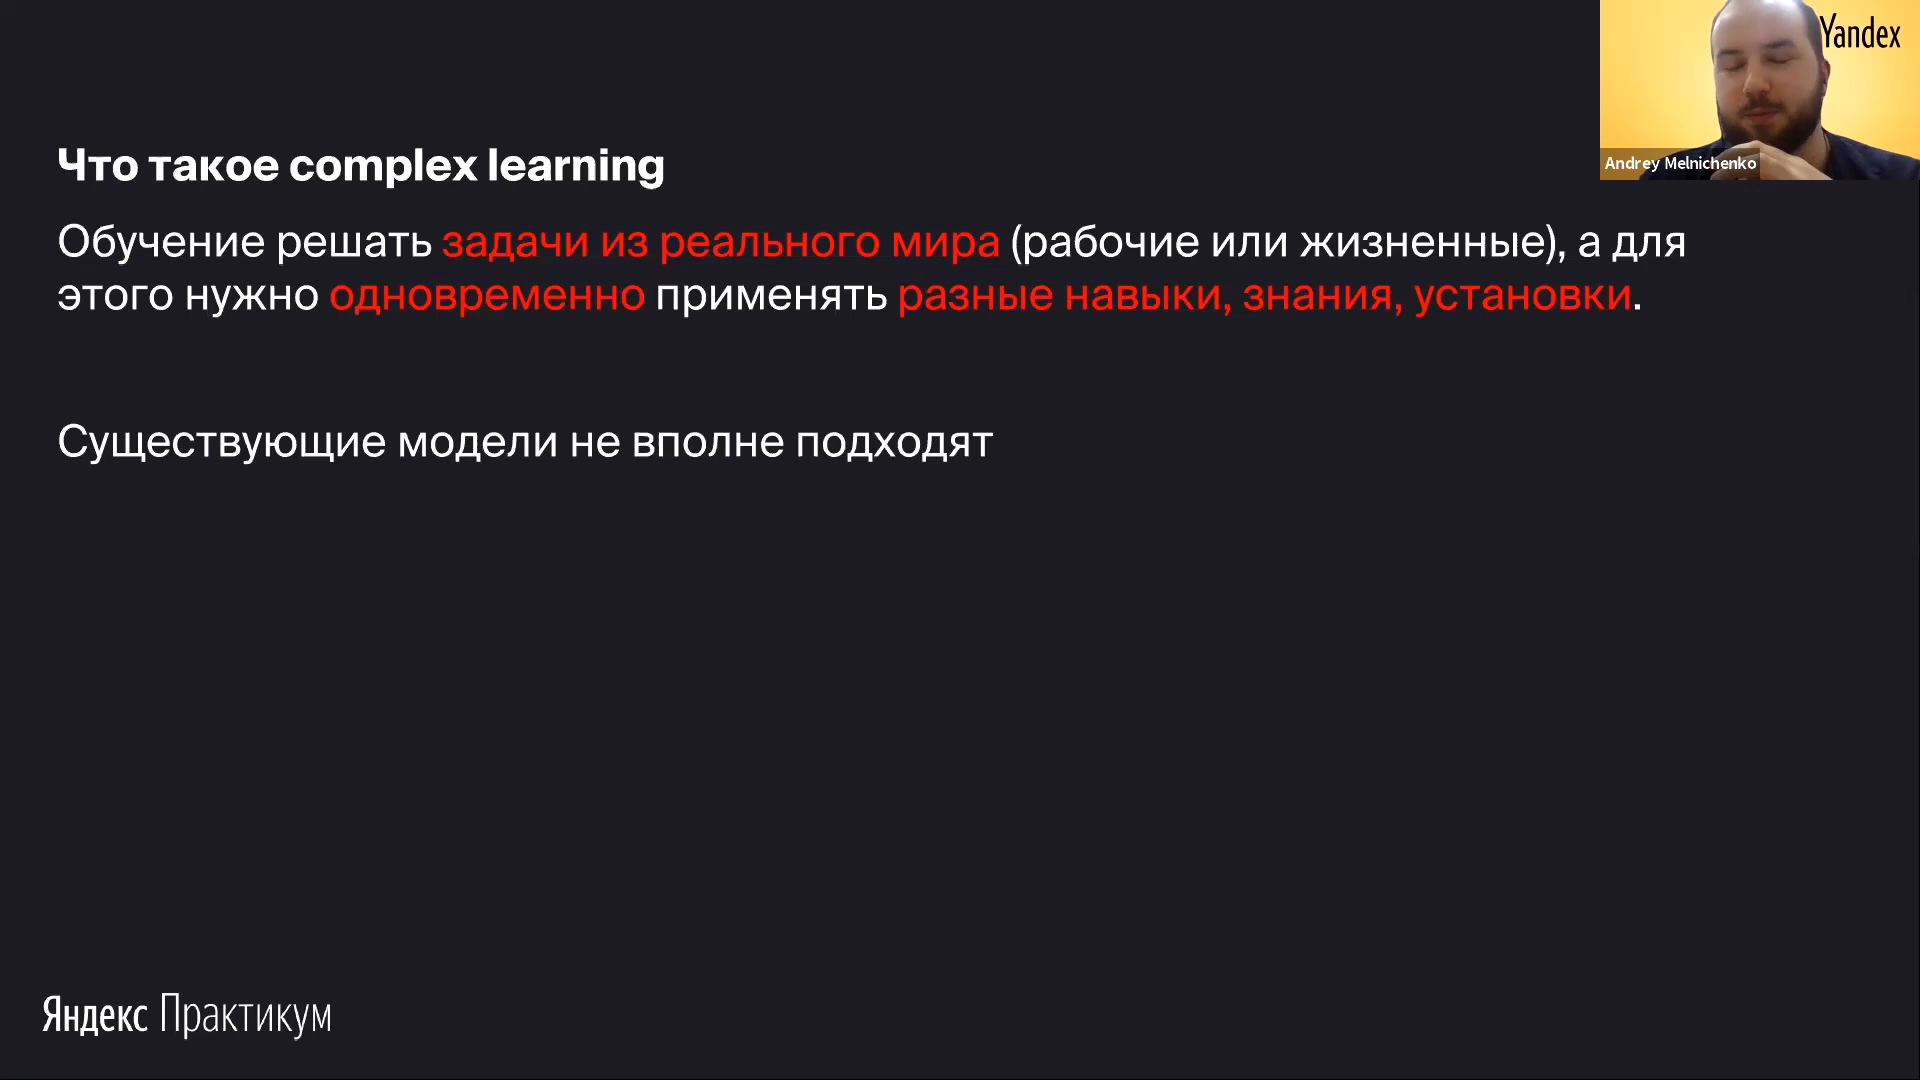 Yandex
Andrey Melnichenko
Что такое complex learning
Обучение решать задачи из реального мира (рабочие или жизненные), а для
этого нужно одновременно применять разные навыки, знания, установки.
Существующие модели не вполне подходят
Яндекс Практикум